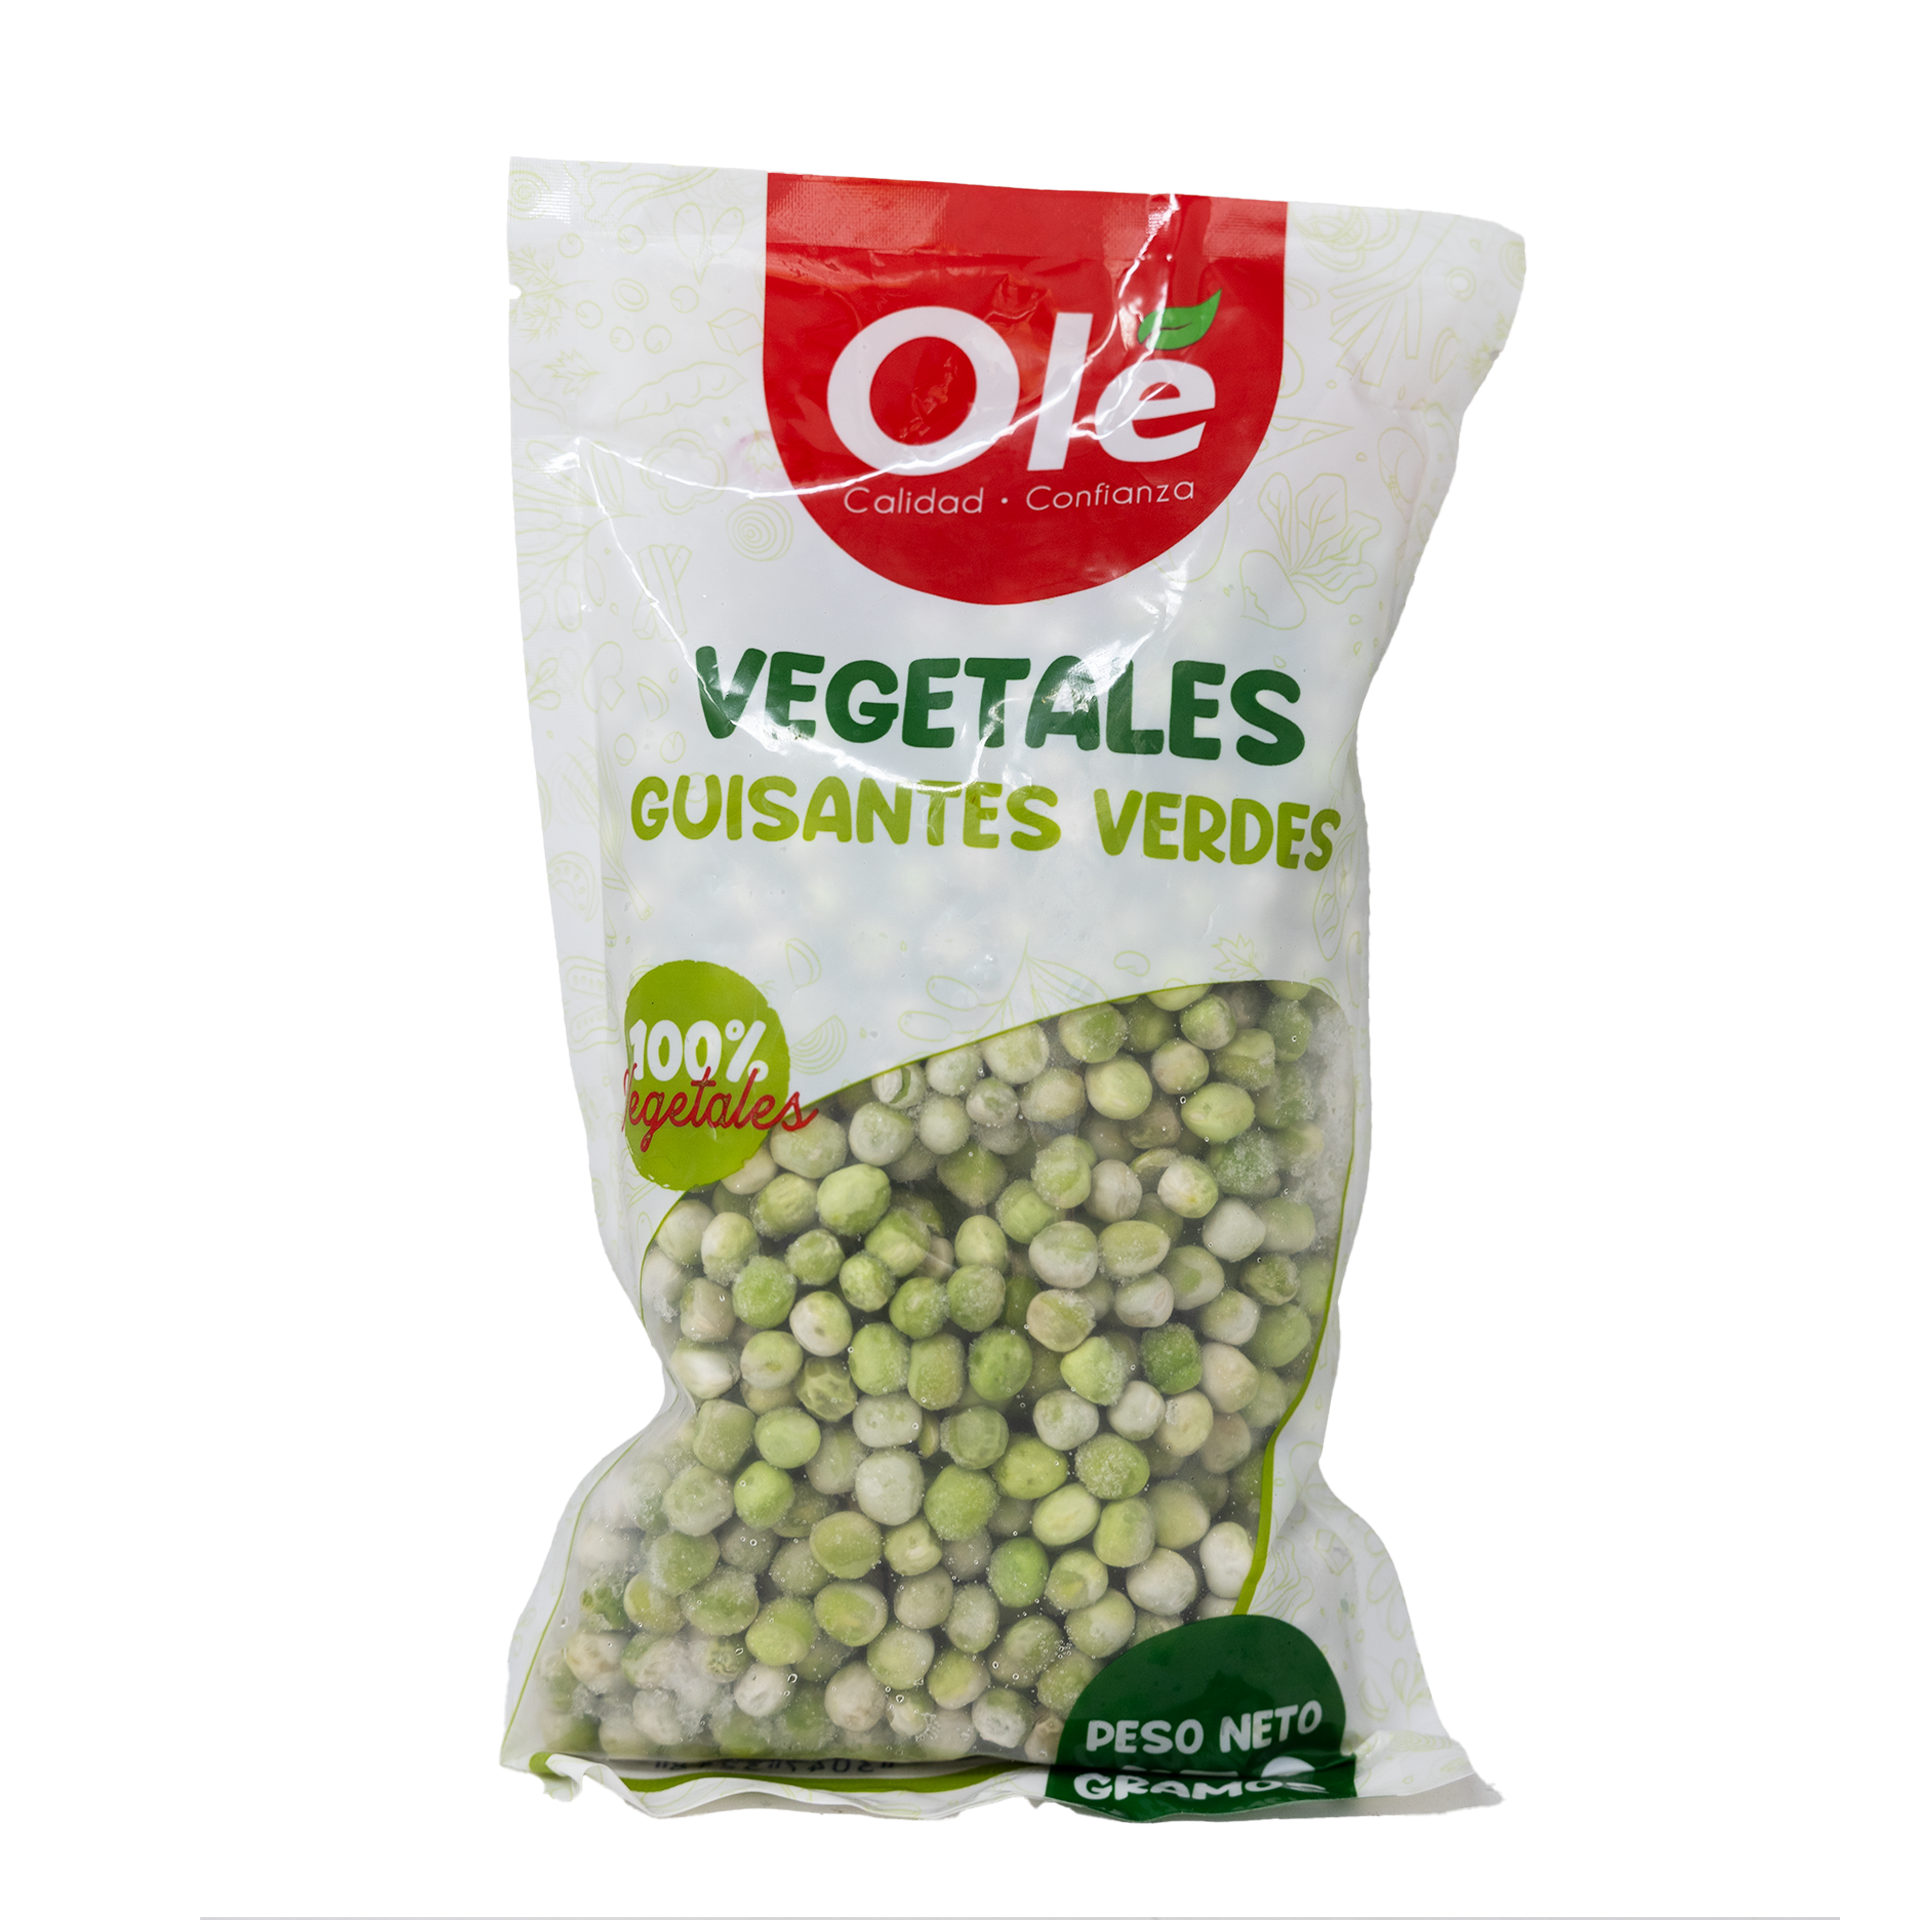 Olé
Calidad · Confianza
VEGETALES
GUISANTES VERDES
100%
Vegetales
PESO NETO
GRAMOS